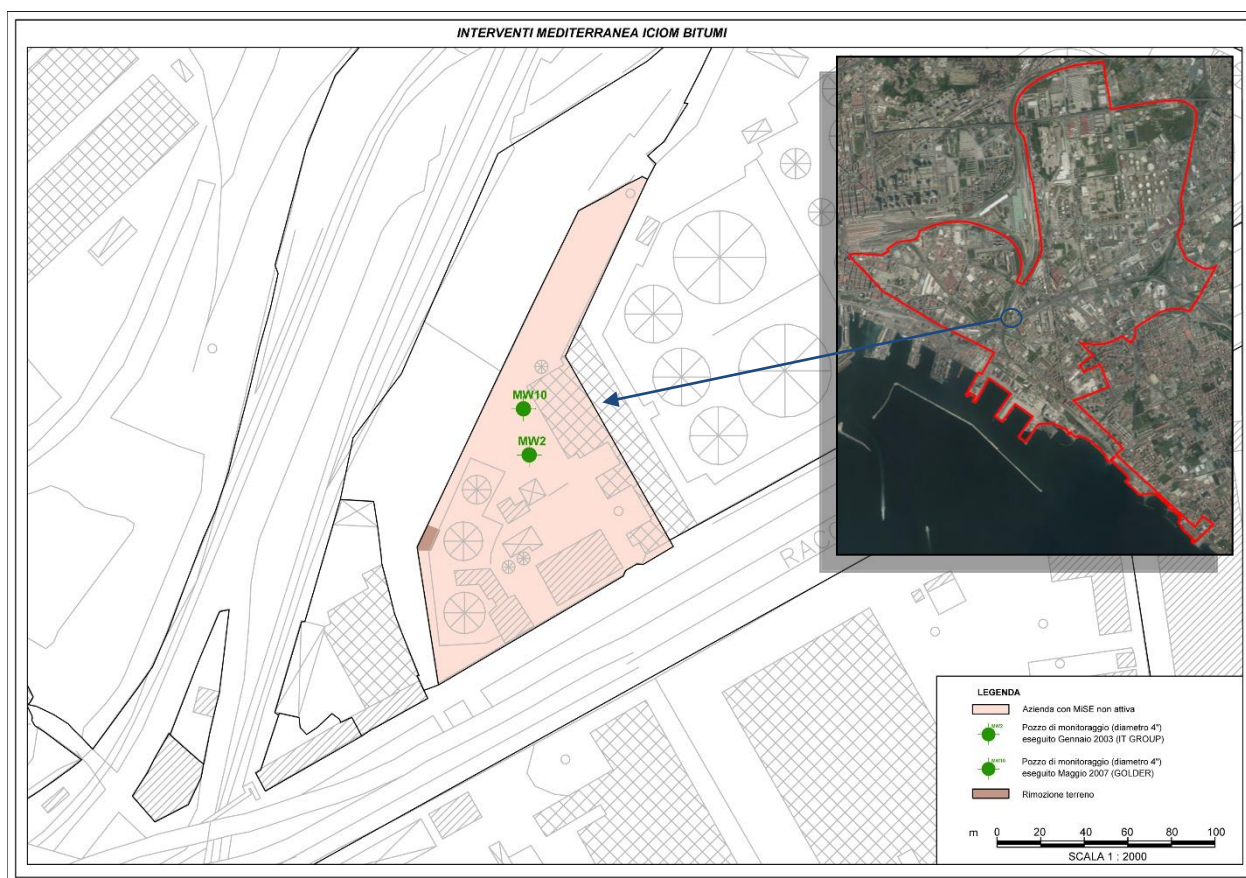 INTERVENTI MEDITERRANEA ICIOM BITUMI
MW10
MW2
RACC
LEGENDA
Azienda con MiSE non attiva
MW2
Pozzo di monitoraggio (diametro 4")
eseguito Gennaio 2003 (IT GROUP)
MW10
Pozzo di monitoraggio (diametro 4")
eseguito Maggio 2007 (GOLDER)
Rimozione terreno
m 0 20 40 60 80 100
SCALA 1 : 2000